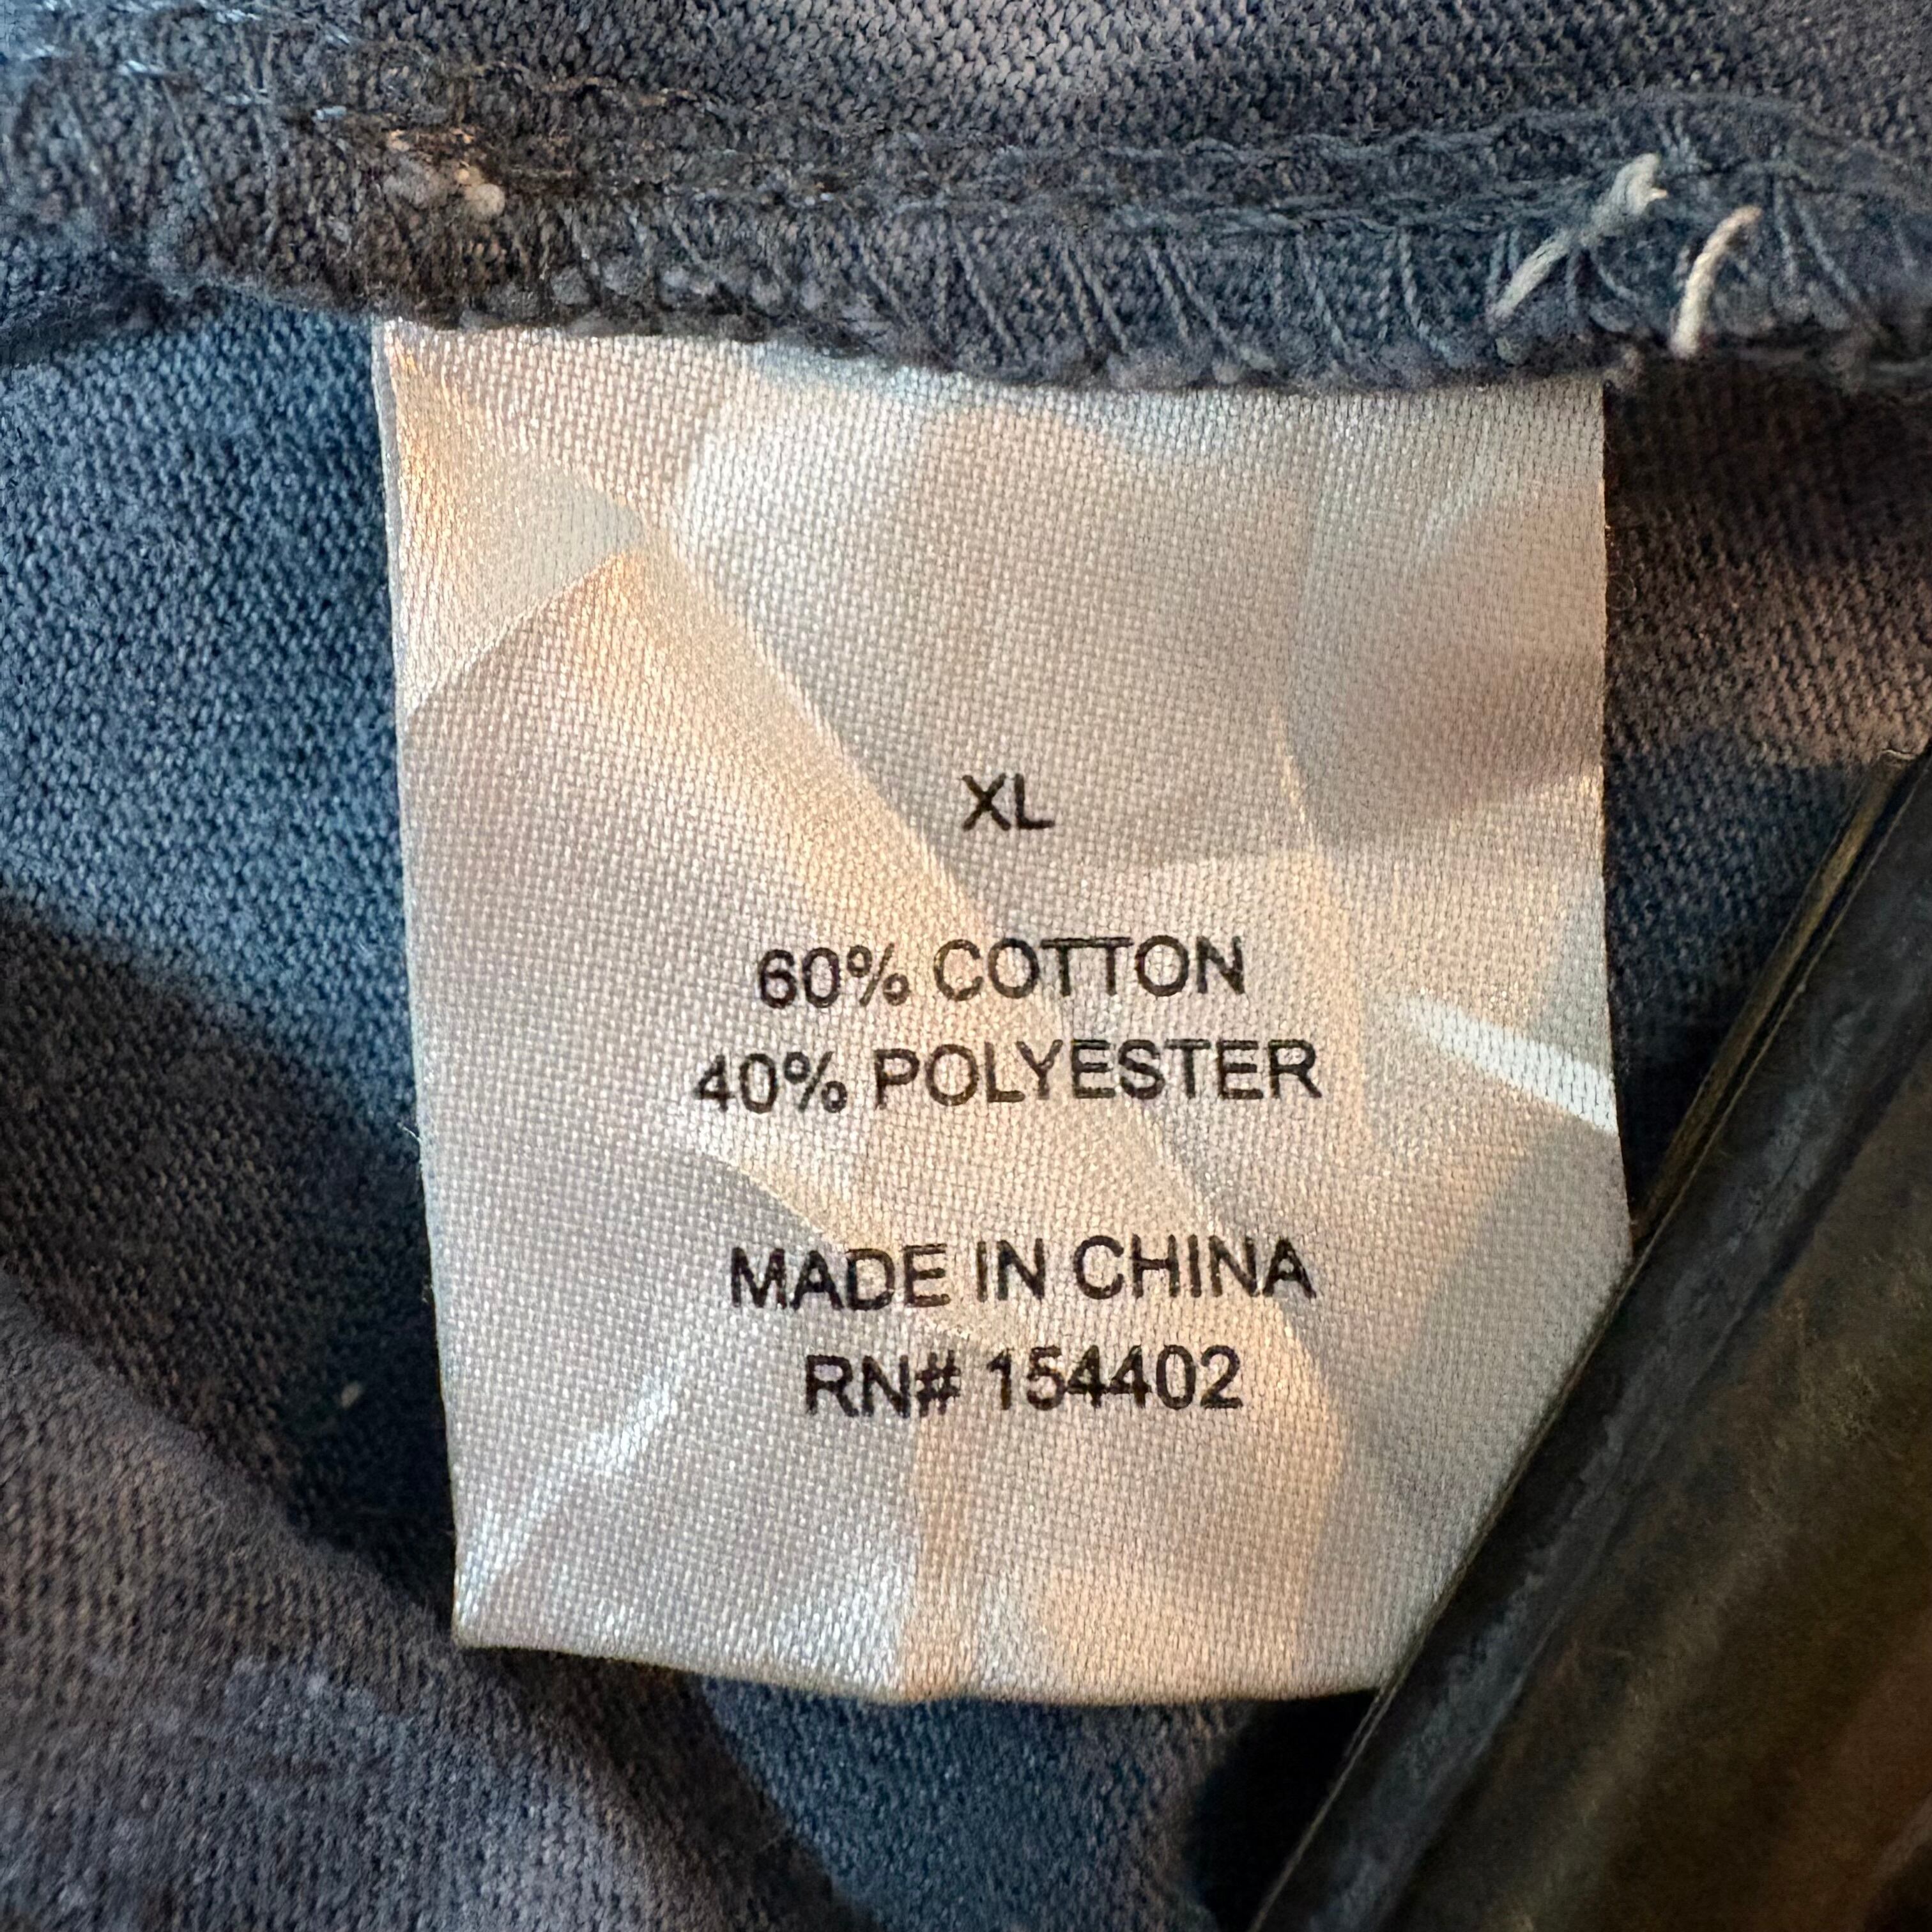 XL
60% COTTON
40% POLYESTER
MADE IN CHINA
RN# 154402